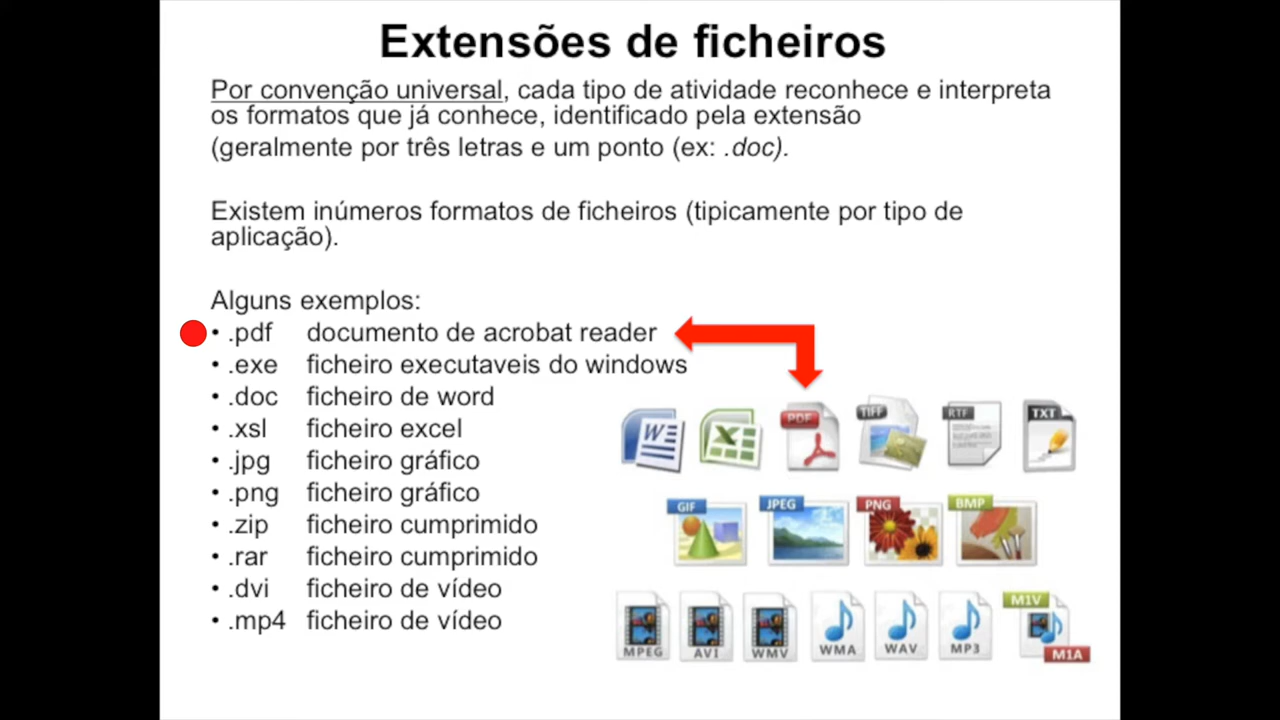 Extensões de ficheiros
Por convenção universal, cada tipo de atividade reconhece e interpreta
os formatos que já conhece, identificado pela extensão
(geralmente por três letras e um ponto (ex: .doc).
Existem inúmeros formatos de ficheiros (tipicamente por tipo de
aplicação).
Alguns exemplos:
• .pdf documento de acrobat reader
• .exe ficheiro executaveis do windows
• .doc ficheiro de word
• .xsl ficheiro excel
• .jpg ficheiro gráfico
• .png ficheiro gráfico
• .zip ficheiro cumprimido
• .rar ficheiro cumprimido
• .dvi ficheiro de vídeo
• .mp4 ficheiro de vídeo
W X PDF TIFF RTF TXT
GIF JPEG PNG BMP
MPEG AVI WMV WMA WAV MP3 M1V M1A